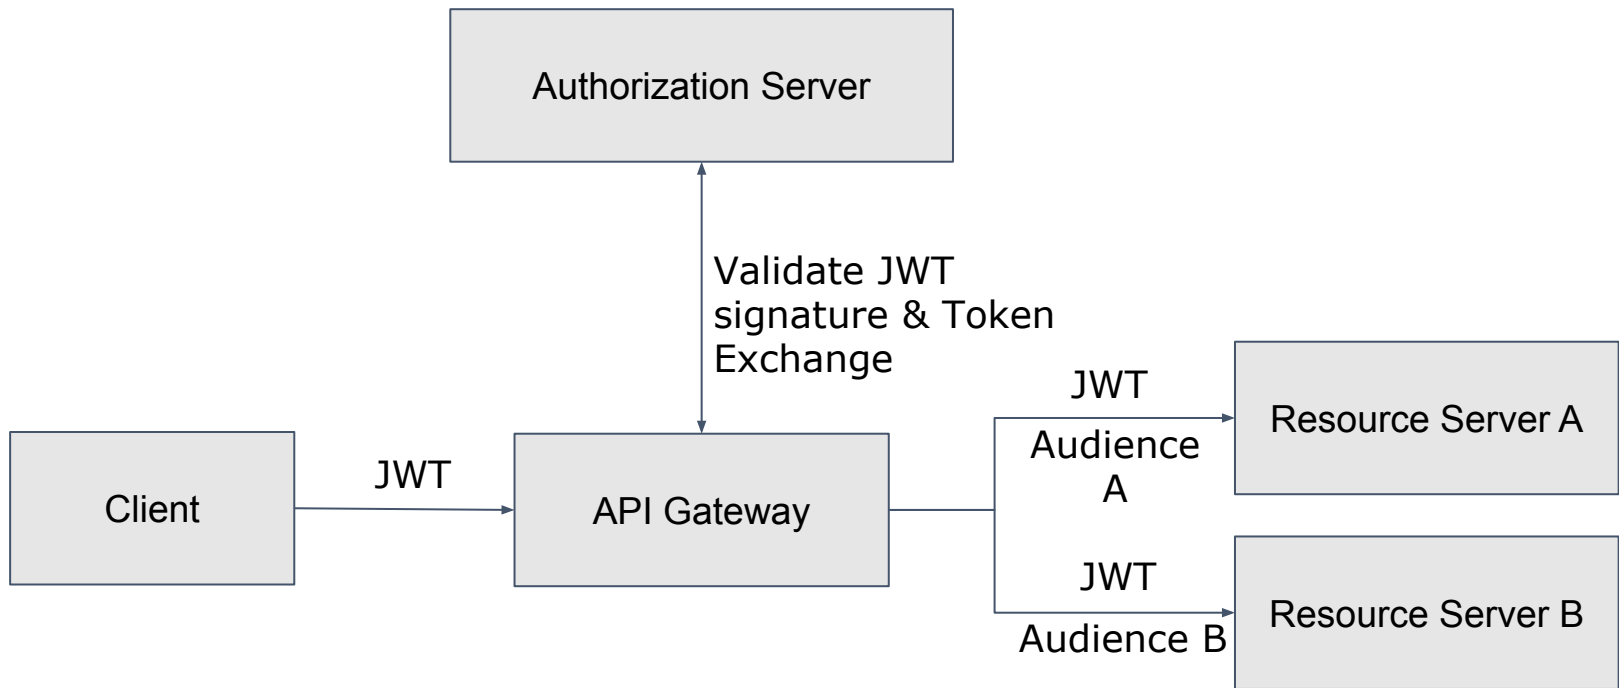 Authorization Server
Validate JWT
signature & Token
Exchange
JWT
Resource Server A
Audience
A
Client
JWT
API Gateway
JWT
Resource Server B
Audience B